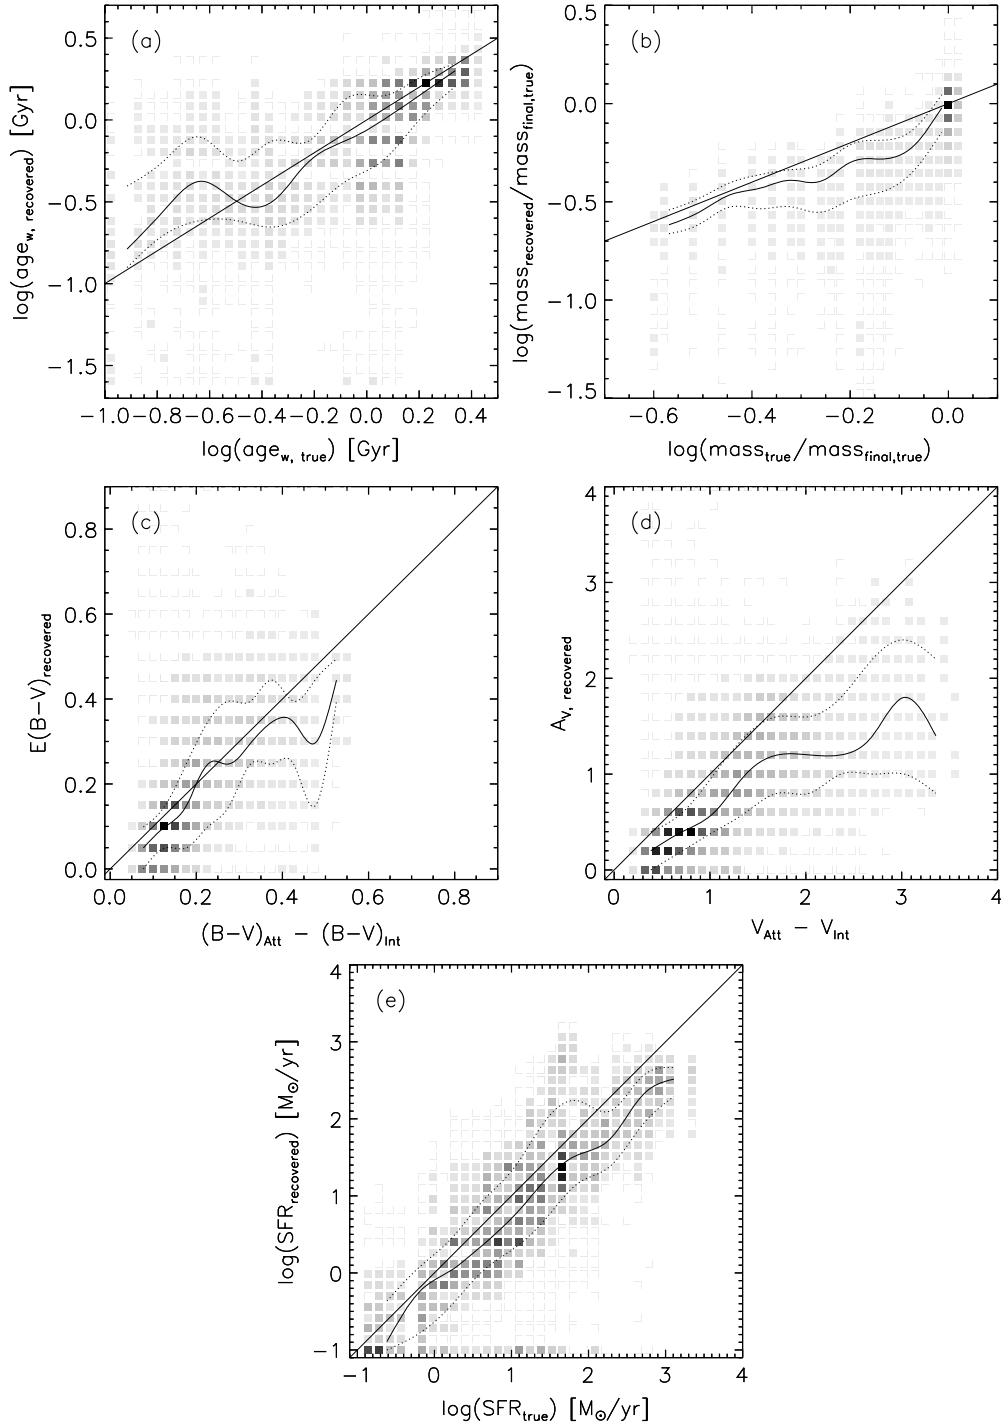 (a)
0.5
0.0
−0.5
−1.0
−1.5
log(age_w, recovered) [Gyr]
−1.0 −0.8 −0.6 −0.4 −0.2 0.0 0.2 0.4
log(age_w, true) [Gyr]
(b)
0.5
0.0
−0.5
−1.0
−1.5
log(mass_recovered/mass_final,true)
−0.6 −0.4 −0.2 0.0
log(mass_true/mass_final,true)
(c)
0.8
0.6
0.4
0.2
0.0
E(B−V)_recovered
0.0 0.2 0.4 0.6 0.8
(B−V)_Att − (B−V)_Int
(d)
4
3
2
1
0
A_V, recovered
0 1 2 3 4
V_Att − V_Int
(e)
4
3
2
1
0
−1
log(SFR_recovered) [M_⊙/yr]
−1 0 1 2 3 4
log(SFR_true) [M_⊙/yr]